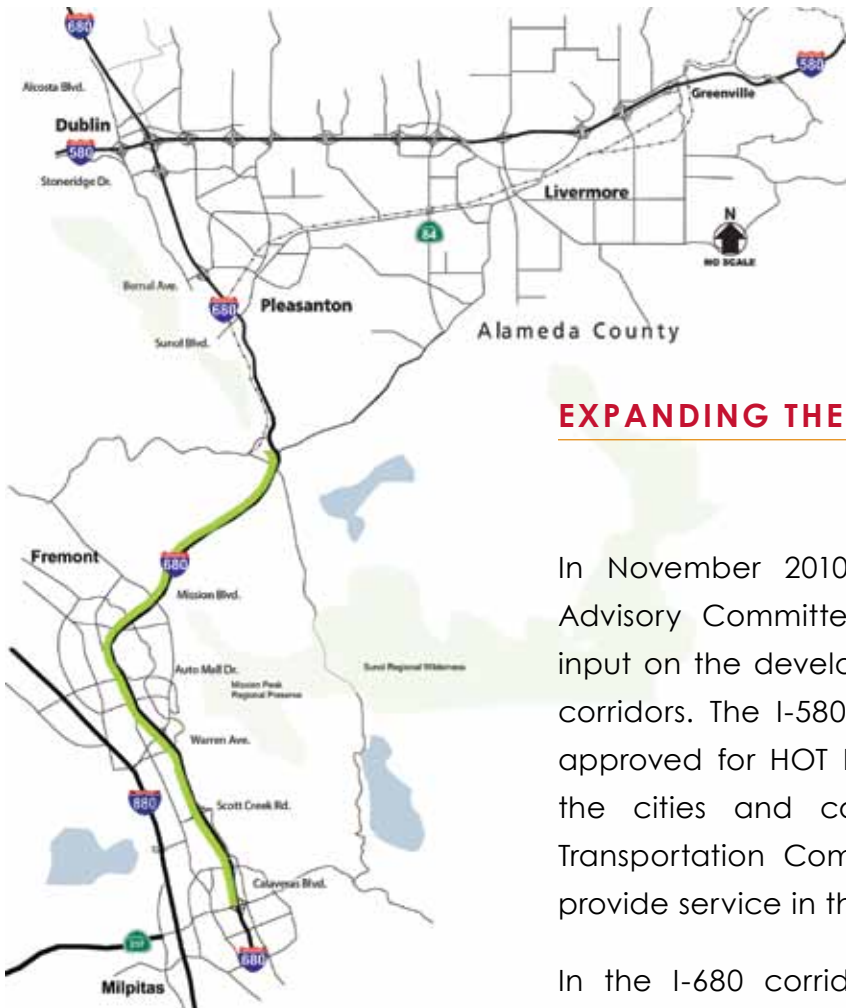 680
Alcosta Blvd.
580
Greenville
Dublin
580
Stoneridge Dr.
Livermore
N
84
NO SCALE
Bernal Ave.
680
Pleasanton
Sunol Blvd.
Alameda County
Fremont
680
Mission Blvd.
Auto Mall Dr.
Mission Peak
Regional Preserve
Sunol Regional Wilderness
Warren Ave.
880
Scott Creek Rd.
Calaveras Blvd.
237
680
Milpitas
EXPANDING THE
In November 2010
Advisory Committe
input on the develo
corridors. The I-580
approved for HOT
the cities and co
Transportation Com
provide service in th
In the I-680 corrid